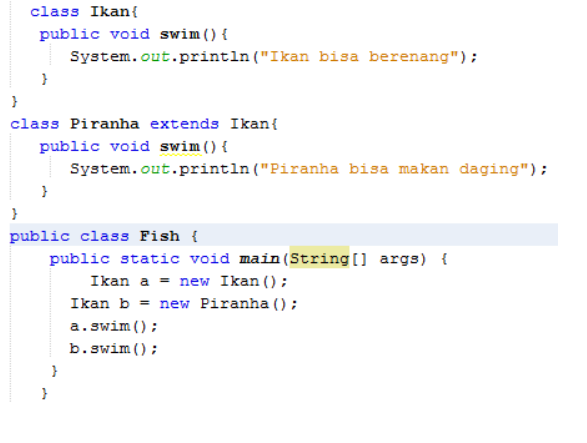 class Ikan{
public void swim(){
System.out.println("Ikan bisa berenang");
}
}
class Piranha extends Ikan{
public void swim(){
System.out.println("Piranha bisa makan daging");
}
}
public class Fish {
public static void main(String[] args) {
Ikan a = new Ikan();
Ikan b = new Piranha();
a.swim();
b.swim();
}
}